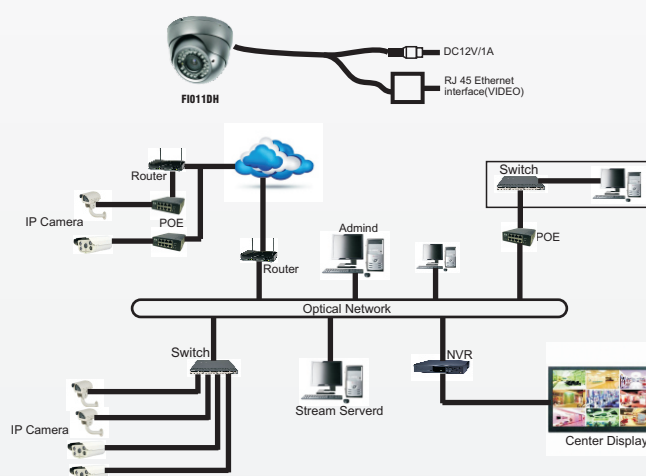 DC12V/1A
RJ 45 Ethernet
interface(VIDEO)
FI011DH
Router
Switch
IP Camera
POE
Admind
POE
Router
Optical Network
Switch
NVR
Stream Serverd
IP Camera
Center Display